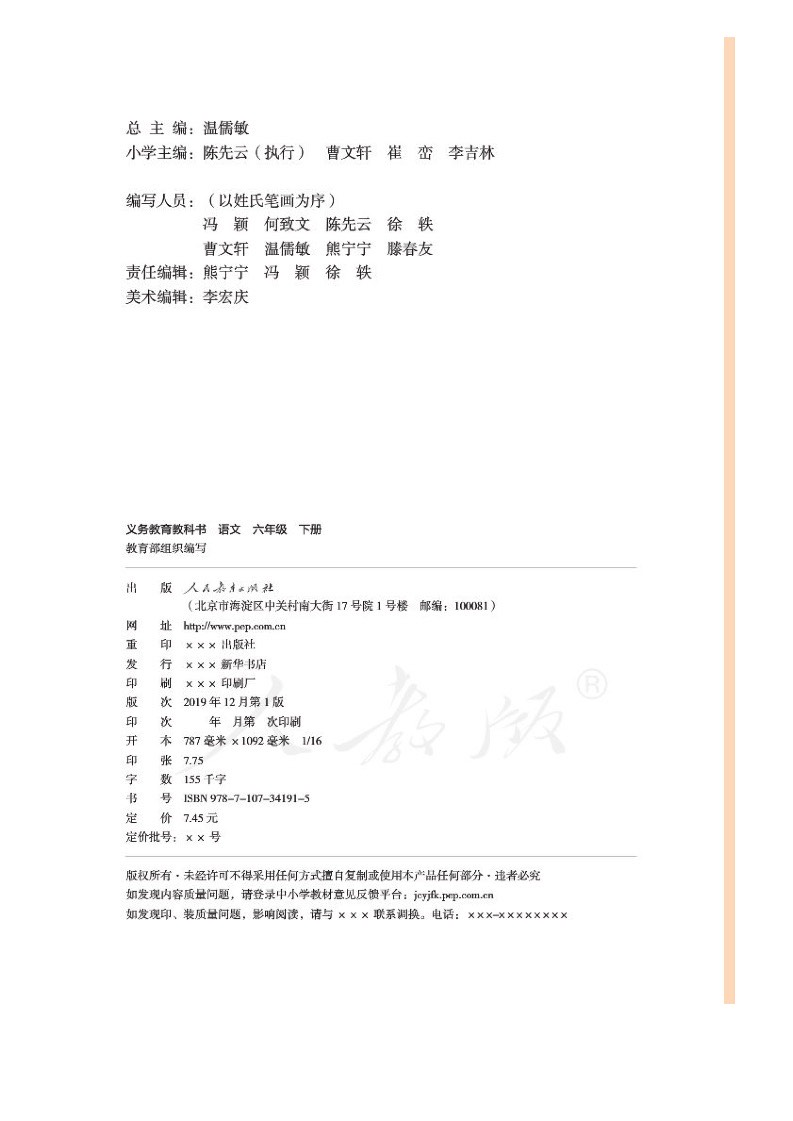 总 主 编：温儒敏
小学主编：陈先云（执行） 曹文轩 崔 峦 李吉林
编写人员：（以姓氏笔画为序）
冯 颖 何致文 陈先云 徐 轶
曹文轩 温儒敏 熊宁宁 滕春友
责任编辑：熊宁宁 冯 颖 徐 轶
美术编辑：李宏庆
义务教育教科书 语文 六年级 下册
教育部组织编写
出 版 人民教育出版社
（北京市海淀区中关村南大街 17 号院 1 号楼 邮编：100081）
网 址 http://www.pep.com.cn
重 印 ××× 出版社
发 行 ××× 新华书店
印 刷 ××× 印刷厂
版 次 2019 年 12 月第 1 版
印 次 年 月第 次印刷
开 本 787 毫米 ×1092 毫米 1/16
印 张 7.75
字 数 155 千字
书 号 ISBN 978-7-107-34191-5
定 价 7.45 元
定价批号：×× 号
人教版®
版权所有·未经许可不得采用任何方式擅自复制或使用本产品任何部分·违者必究
如发现内容质量问题，请登录中小学教材意见反馈平台：jcyjfk.pep.com.cn
如发现印、装质量问题，影响阅读，请与 ××× 联系调换。电话：×××-××××××××